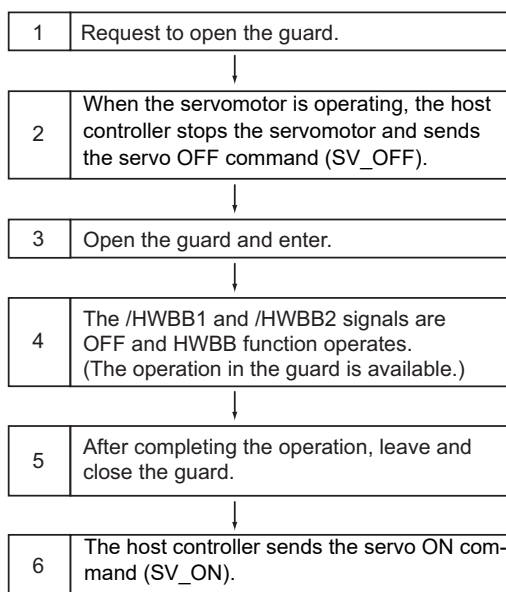 1 Request to open the guard.
2 When the servomotor is operating, the host
controller stops the servomotor and sends
the servo OFF command (SV_OFF).
3 Open the guard and enter.
4 The /HWBB1 and /HWBB2 signals are
OFF and HWBB function operates.
(The operation in the guard is available.)
5 After completing the operation, leave and
close the guard.
6 The host controller sends the servo ON com-
mand (SV_ON).